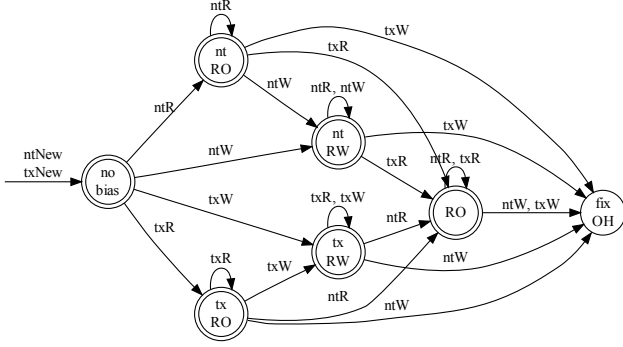 ntR
txW
nt
RO
txR
ntW
ntR, ntW
ntR
nt
RW
txW
ntW
txR
ntR, txR
ntNew
txNew
no
bias
txW
txR, txW
ntR
RO
ntW, txW
fix
OH
txR
tx
RW
ntW
txR
txW
ntR
tx
RO
ntW